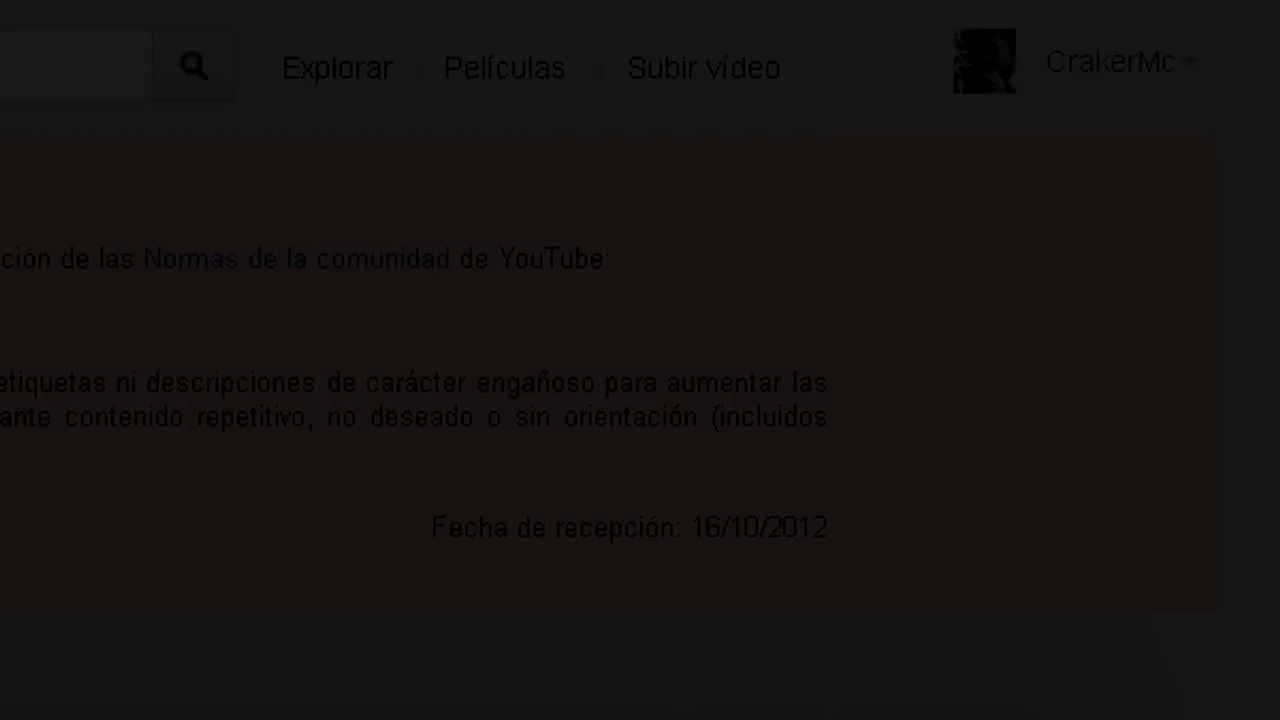 Explorar Películas Subir vídeo CrakerMc
ción de las Normas de la comunidad de YouTube:
etiquetas ni descripciones de carácter engañoso para aumentar las
ante contenido repetitivo, no deseado o sin orientación (incluidos
Fecha de recepción: 16/10/2012